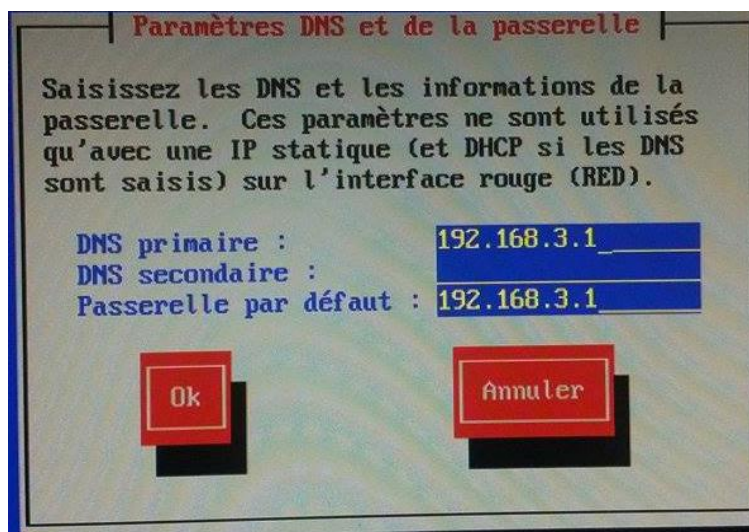 Paramètres DNS et de la passerelle
Saisissez les DNS et les informations de la
passerelle. Ces paramètres ne sont utilisés
qu'avec une IP statique (et DHCP si les DNS
sont saisis) sur l'interface rouge (RED).
DNS primaire : 192.168.3.1
DNS secondaire :
Passerelle par défaut : 192.168.3.1
Ok Annuler